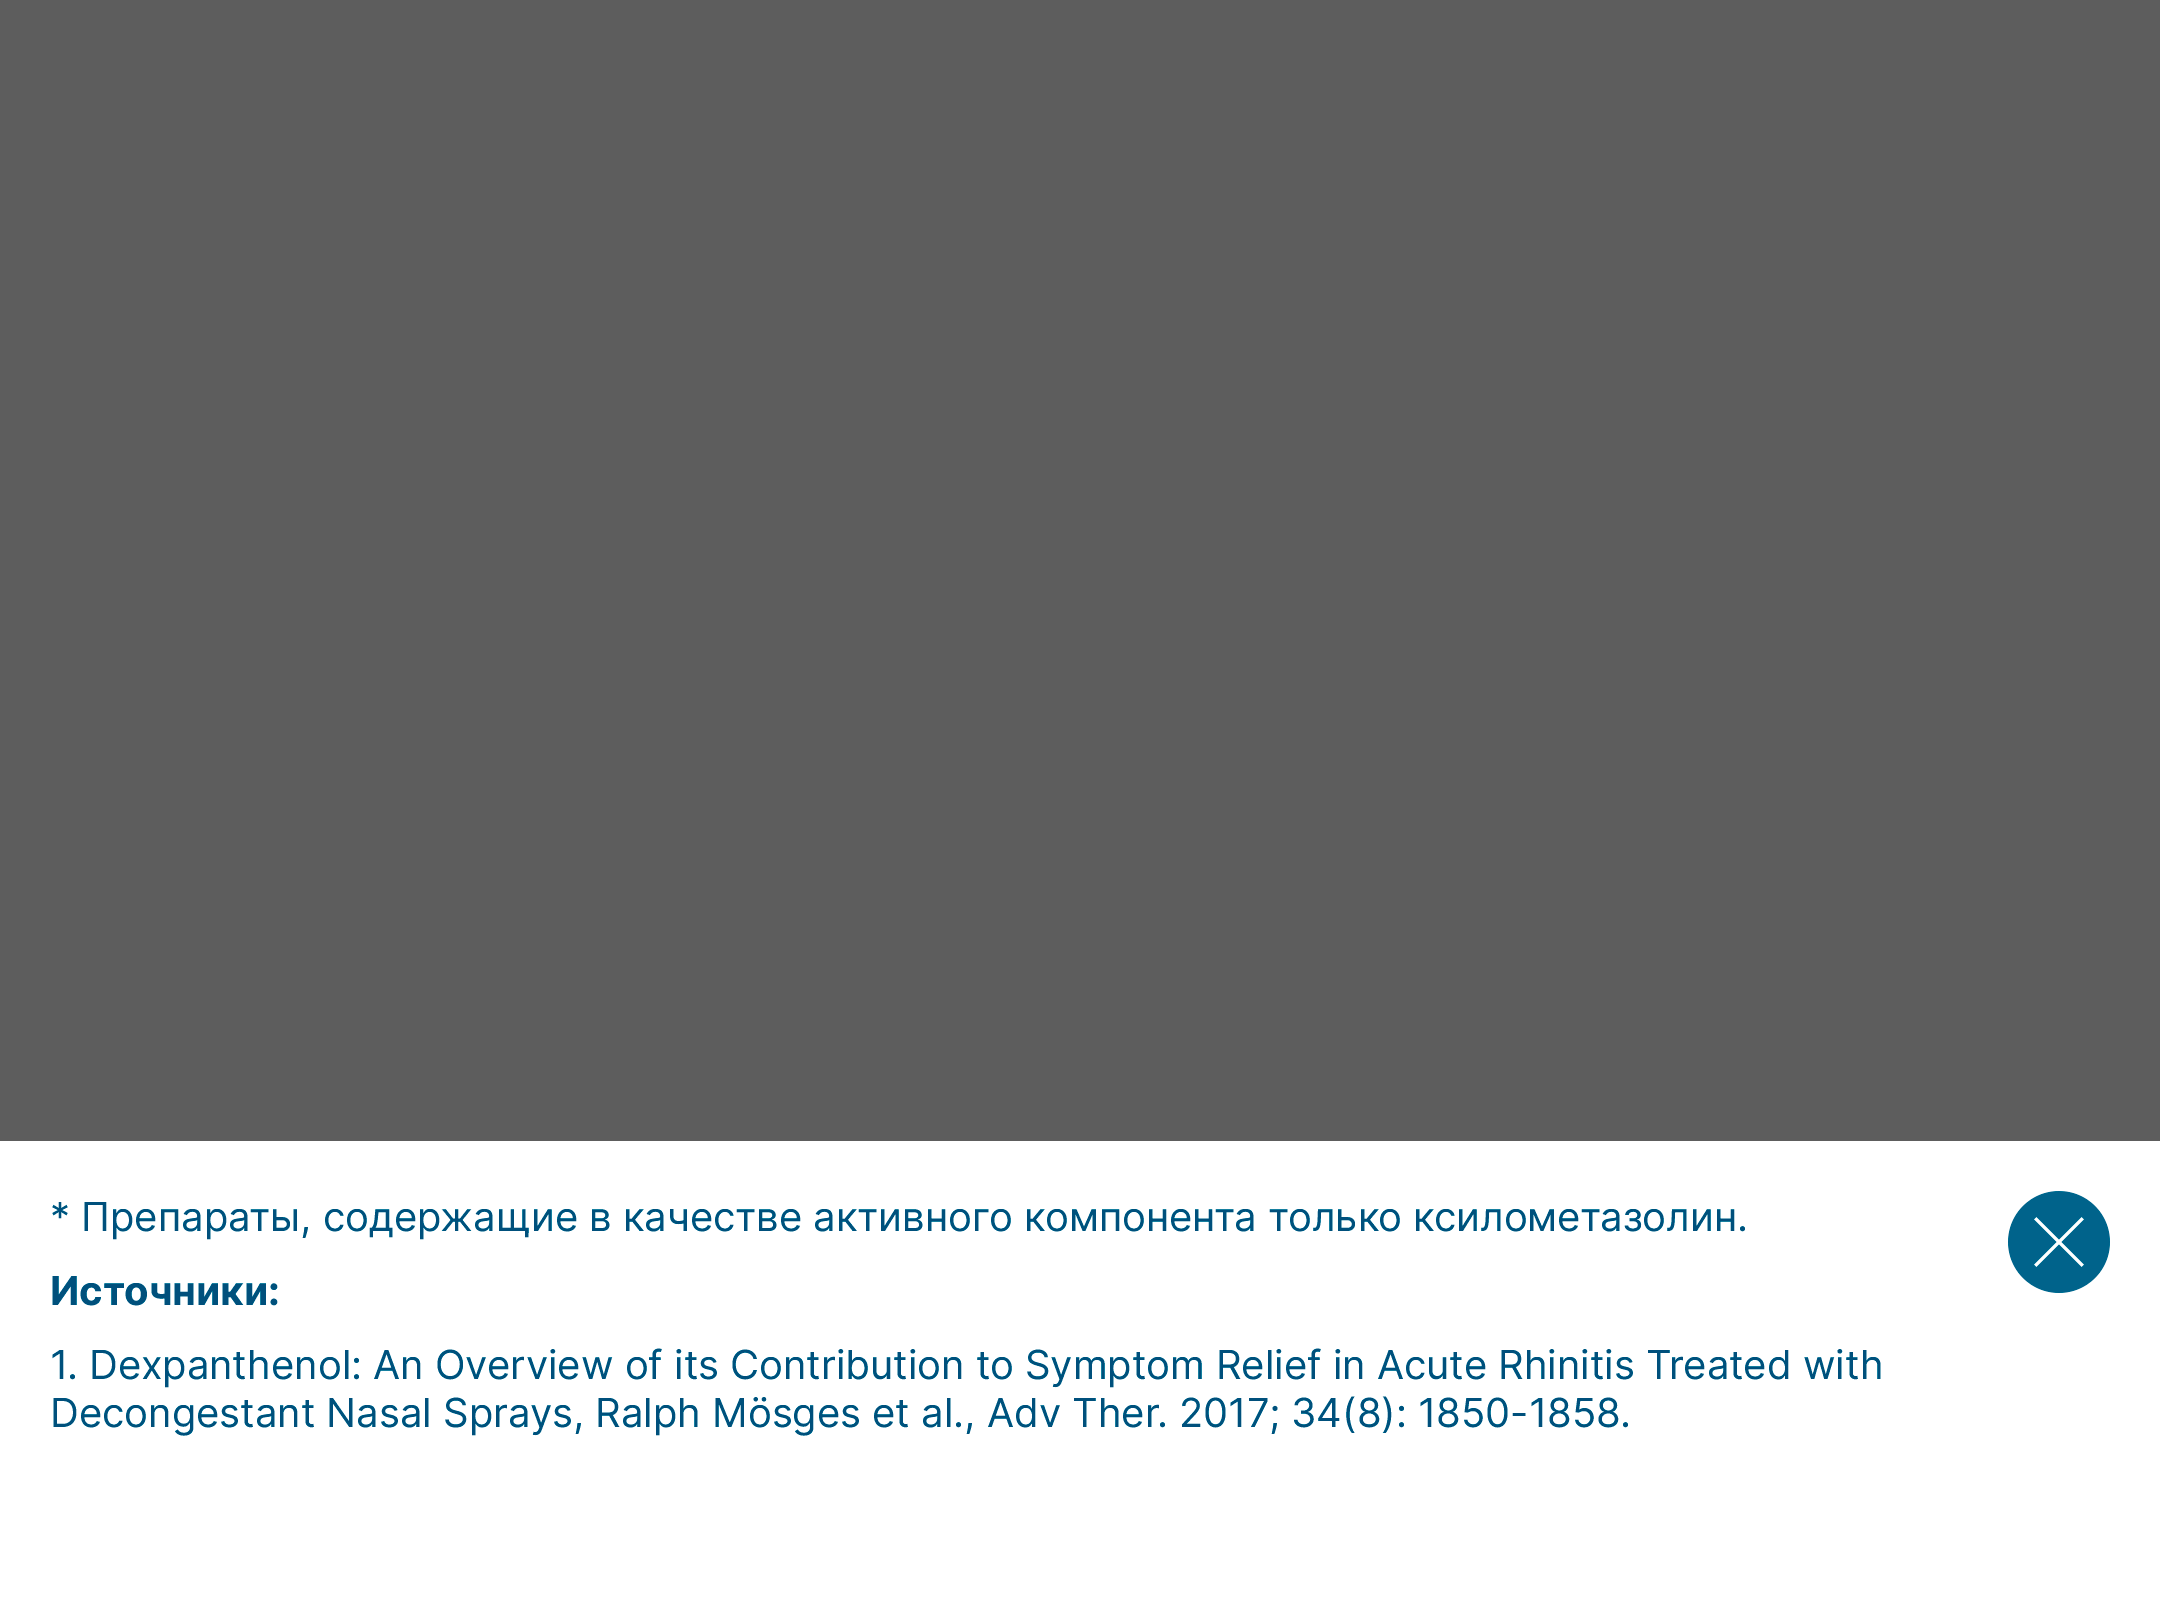 * Препараты, содержащие в качестве активного компонента только ксилометазолин.
Источники:
1. Dexpanthenol: An Overview of its Contribution to Symptom Relief in Acute Rhinitis Treated with
Decongestant Nasal Sprays, Ralph Mösges et al., Adv Ther. 2017; 34(8): 1850-1858.